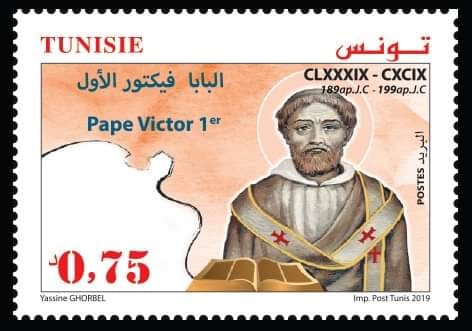 TUNISIE
تونس
البابا فيكتور الأول
CLXXXIX - CXCIX
189ap.J.C - 199ap.J.C
Pape Victor 1er
البريد
POSTES
د0,75
Yassine GHORBEL
Imp. Post Tunis 2019